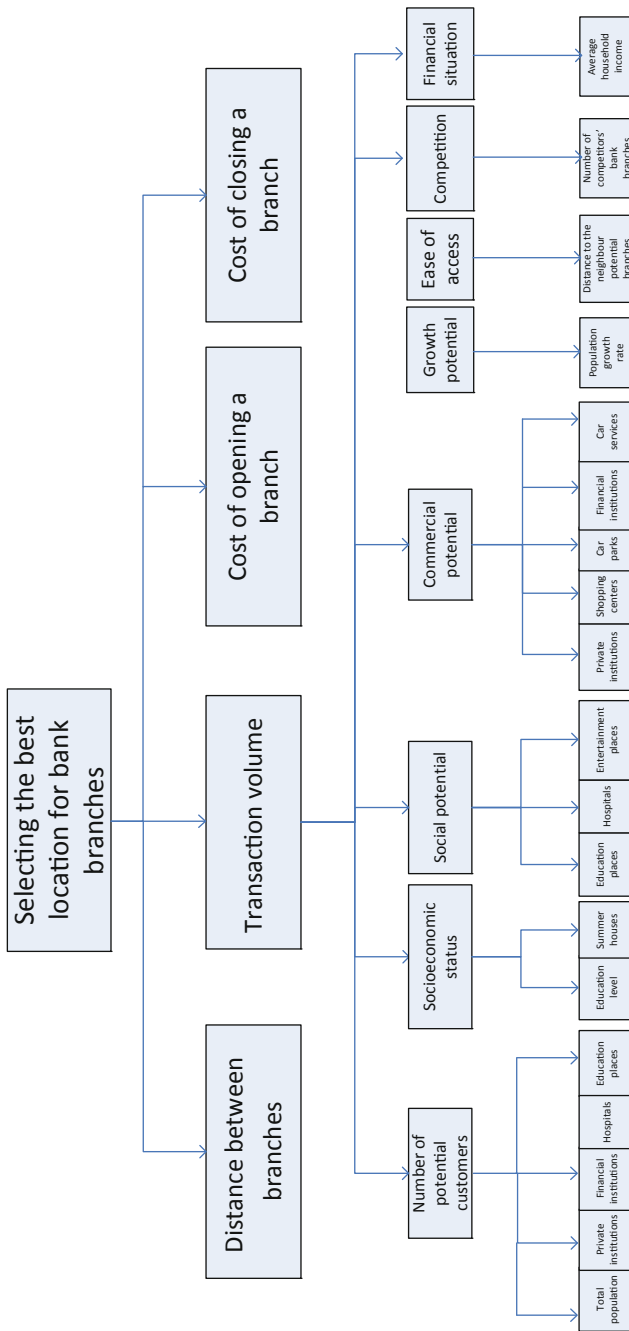 Selecting the best
location for bank
branches
Distance between
branches
Transaction volume
Cost of opening a
branch
Cost of closing a
branch
Number of
potential
customers
Socioeconomic
status
Social potential
Commercial
potential
Growth
potential
Ease of
access
Competition
Financial
situation
Total
population
Private
institutions
Financial
institutions
Hospitals
Education
places
Education
level
Summer
houses
Education
places
Hospitals
Entertainment
places
Private
institutions
Shopping
centers
Car
parks
Financial
institutions
Car
services
Population
growth
rate
Distance to the
neighbour
potential
branches
Number of
competitors'
bank
branches
Average
household
income